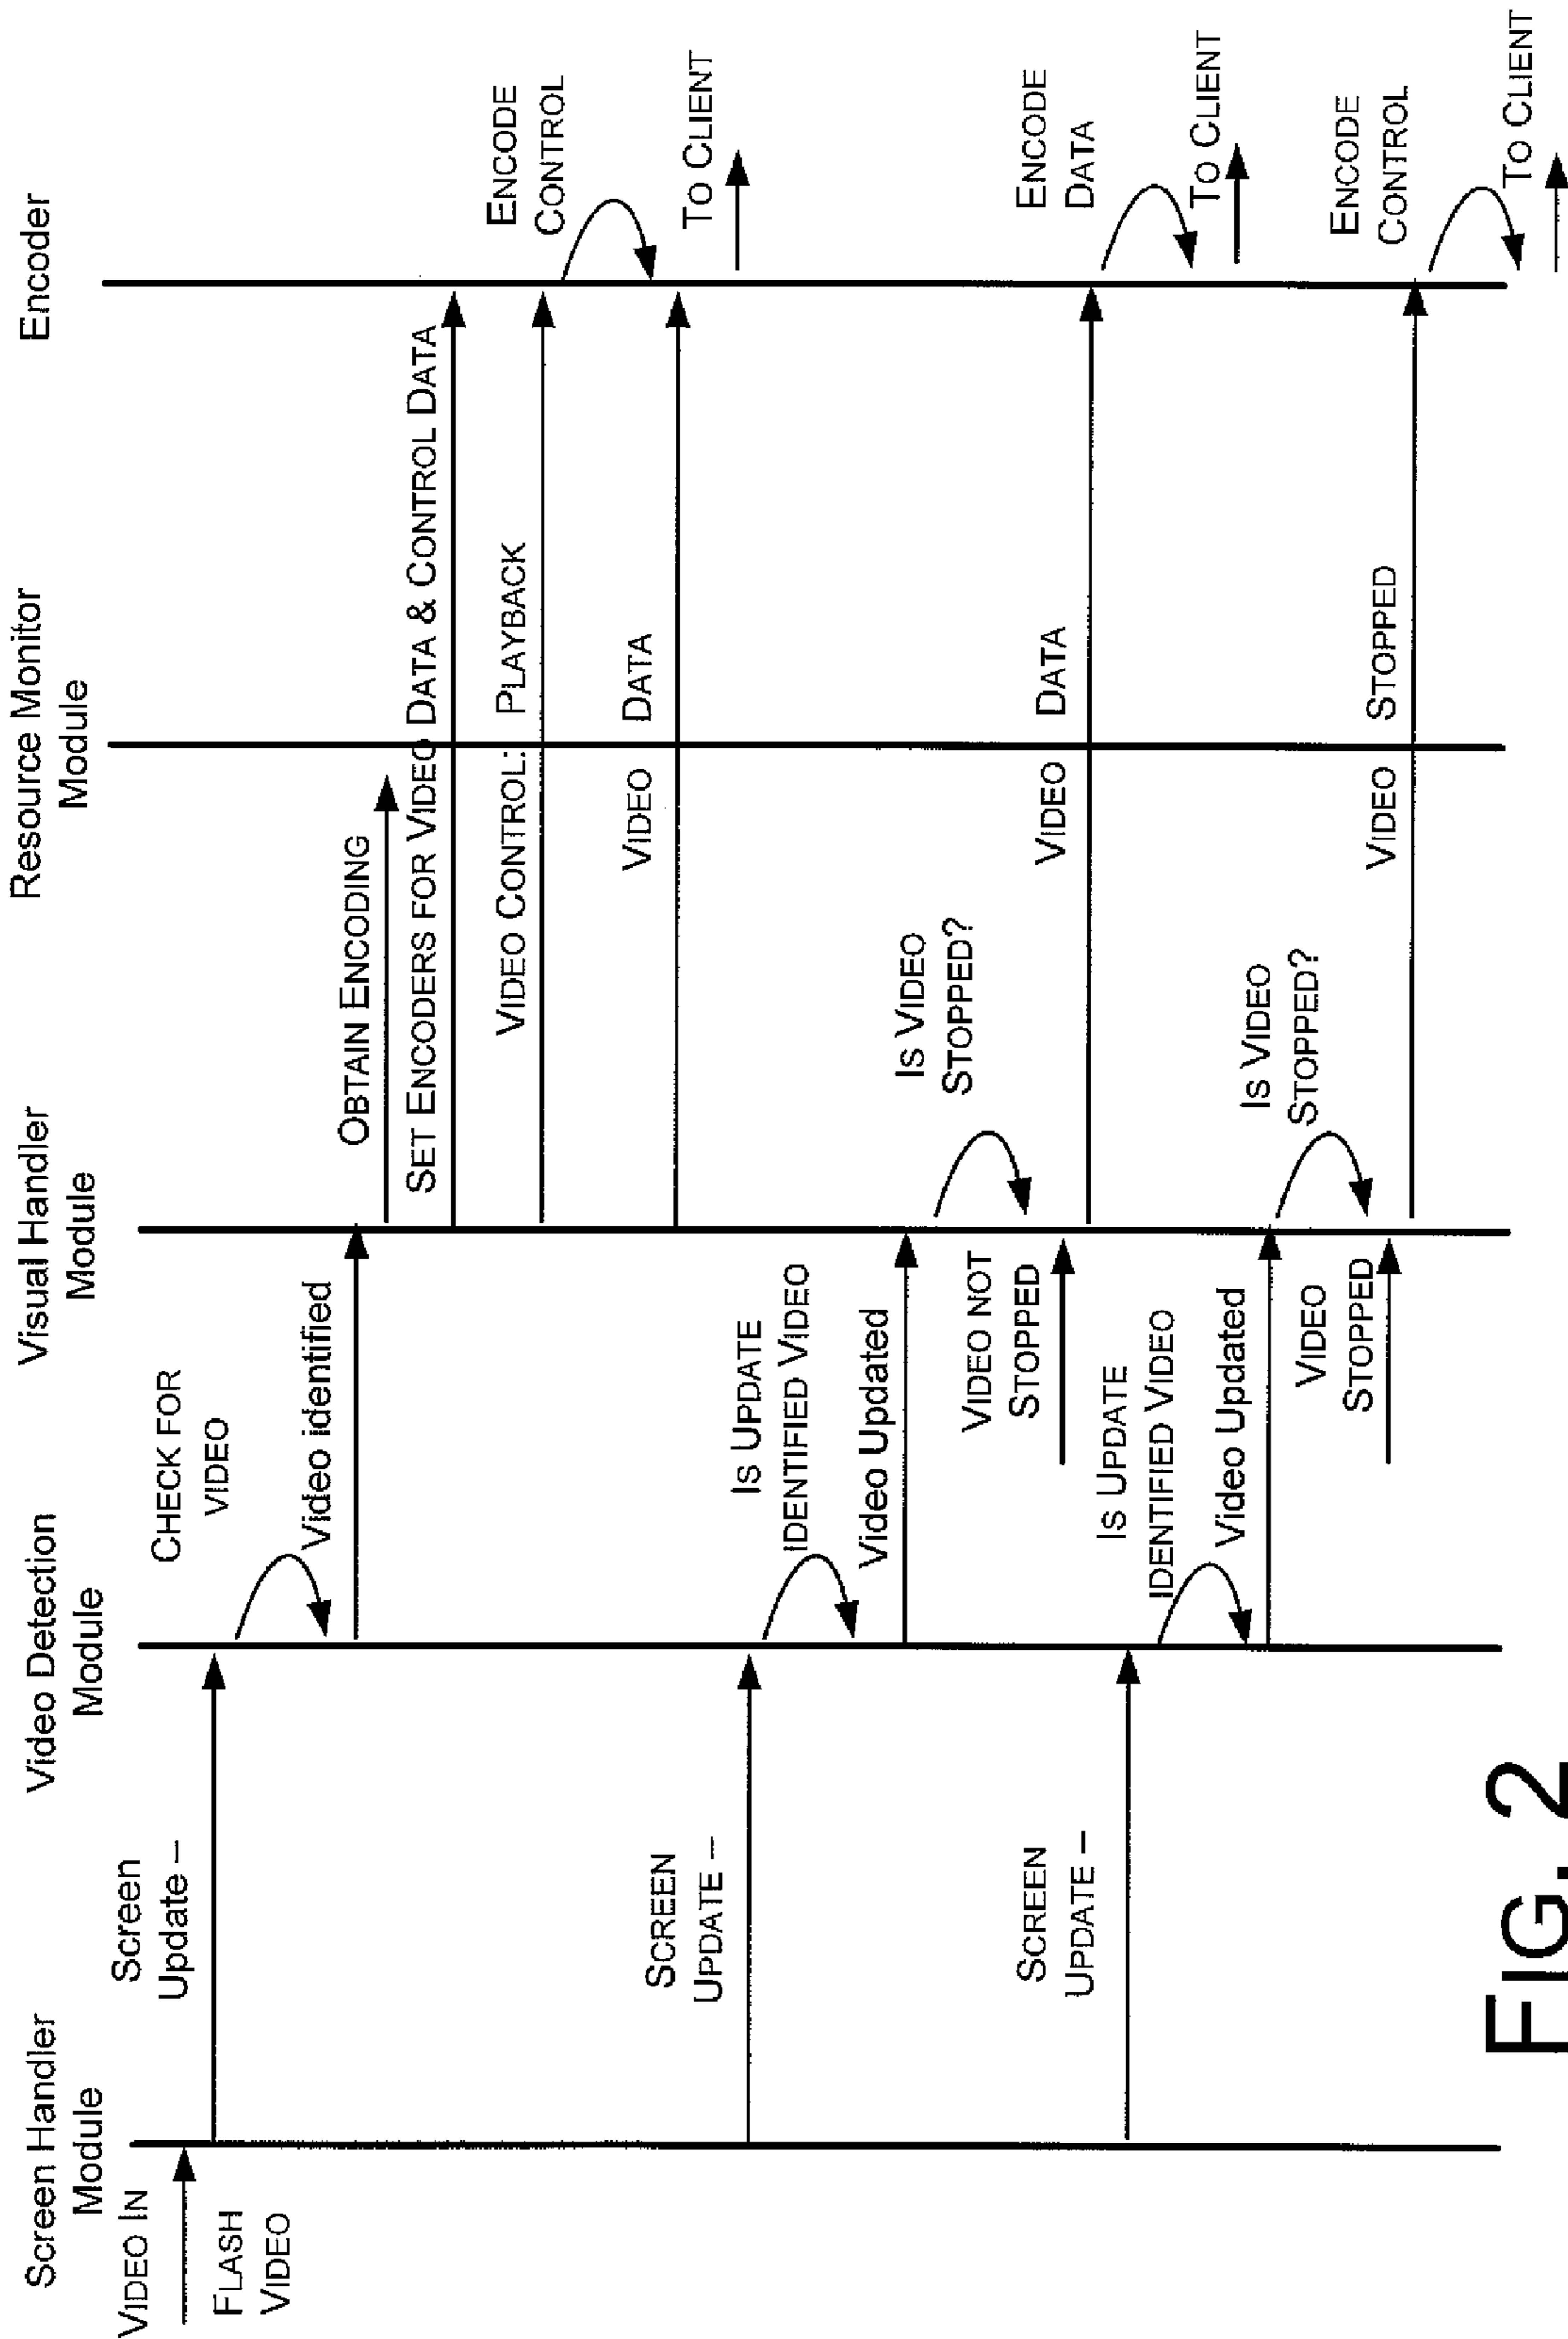 Screen Handler
Module
Video Detection
Module
Visual Handler
Module
Resource Monitor
Module
Encoder
VIDEO IN
FLASH
VIDEO
Screen
Update –
CHECK FOR
VIDEO
Video identified
OBTAIN ENCODING
SET ENCODERS FOR VIDEO DATA & CONTROL DATA
VIDEO CONTROL: PLAYBACK
ENCODE
CONTROL
VIDEO DATA
TO CLIENT
SCREEN
UPDATE –
IS UPDATE
IDENTIFIED VIDEO
Video Updated
IS VIDEO
STOPPED?
VIDEO NOT
STOPPED
VIDEO DATA
ENCODE
DATA
TO CLIENT
SCREEN
UPDATE –
IS UPDATE
IDENTIFIED VIDEO
Video Updated
IS VIDEO
STOPPED?
VIDEO
STOPPED
VIDEO STOPPED
ENCODE
CONTROL
TO CLIENT
FIG. 2